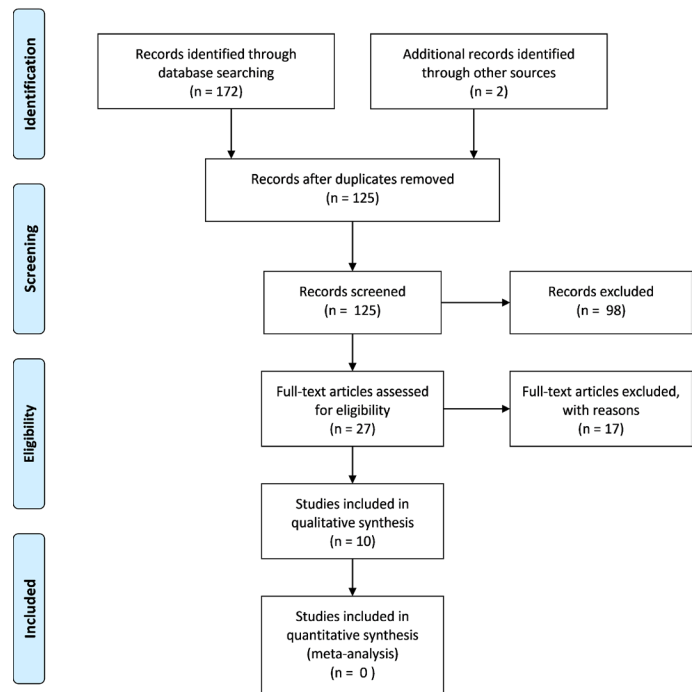 Identification
Records identified through
database searching
(n = 172)
Additional records identified
through other sources
(n = 2)
Records after duplicates removed
(n = 125)
Screening
Records screened
(n = 125)
Records excluded
(n = 98)
Eligibility
Full-text articles assessed
for eligibility
(n = 27)
Full-text articles excluded,
with reasons
(n = 17)
Studies included in
qualitative synthesis
(n = 10)
Included
Studies included in
quantitative synthesis
(meta-analysis)
(n = 0 )